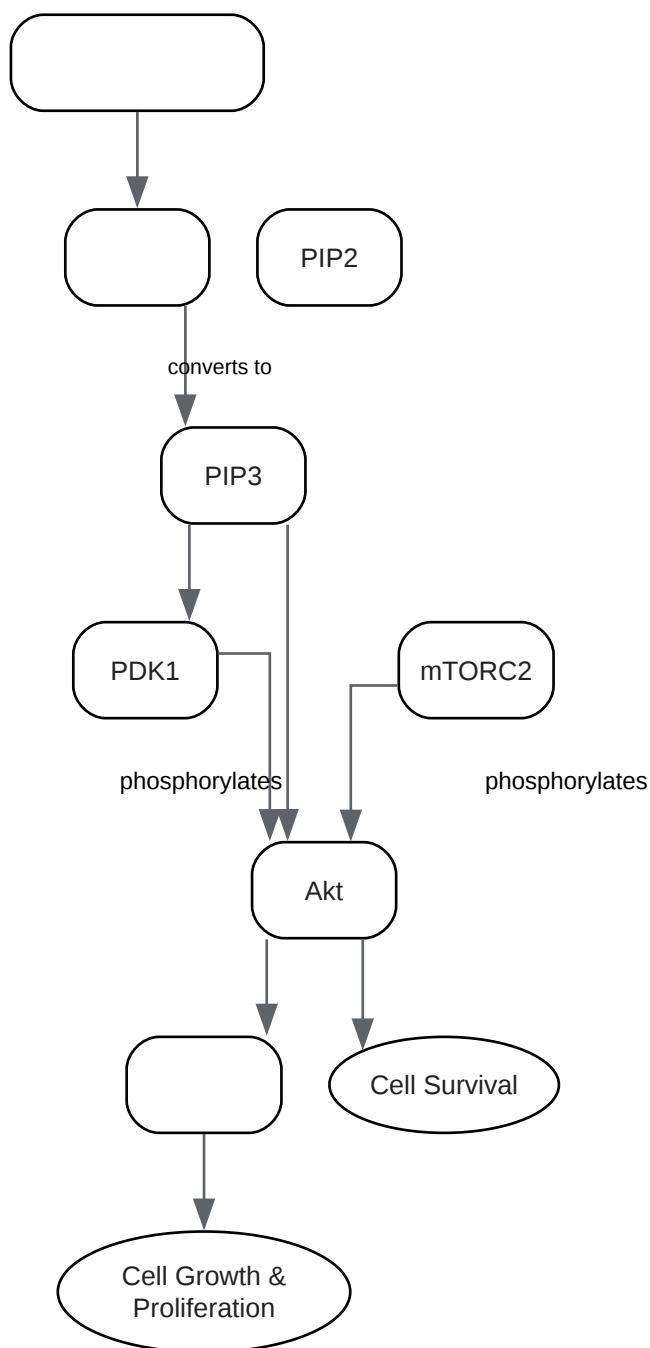 PIP2
converts to
PIP3
PDK1
mTORC2
phosphorylates
phosphorylates
Akt
Cell Survival
Cell Growth &
Proliferation